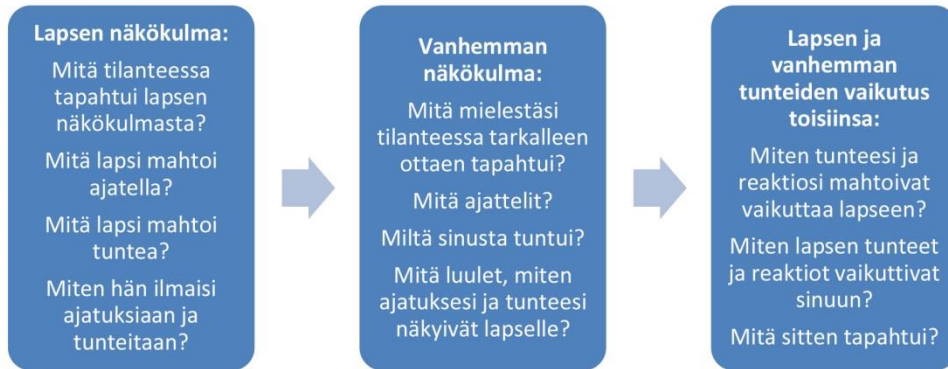 Lapsen näkökulma:
Mitä tilanteessa
tapahtui lapsen
näkökulmasta?
Mitä lapsi mahtoi
ajatella?
Mitä lapsi mahtoi
tuntea?
Miten hän ilmaisi
ajatuksiaan ja
tunteitaan?
Vanhemman
näkökulma:
Mitä mielestäsi
tilanteessa tarkalleen
ottaen tapahtui?
Mitä ajattelit?
Miltä sinusta tuntui?
Mitä luulet, miten
ajatuksesi ja tunteesi
näkyivät lapselle?
Lapsen ja
vanhemman
tunteiden vaikutus
toisiinsa:
Miten tunteesi ja
reaktiosi mahtoivat
vaikuttaa lapseen?
Miten lapsen tunteet
ja reaktiot vaikuttivat
sinuun?
Mitä sitten tapahtui?